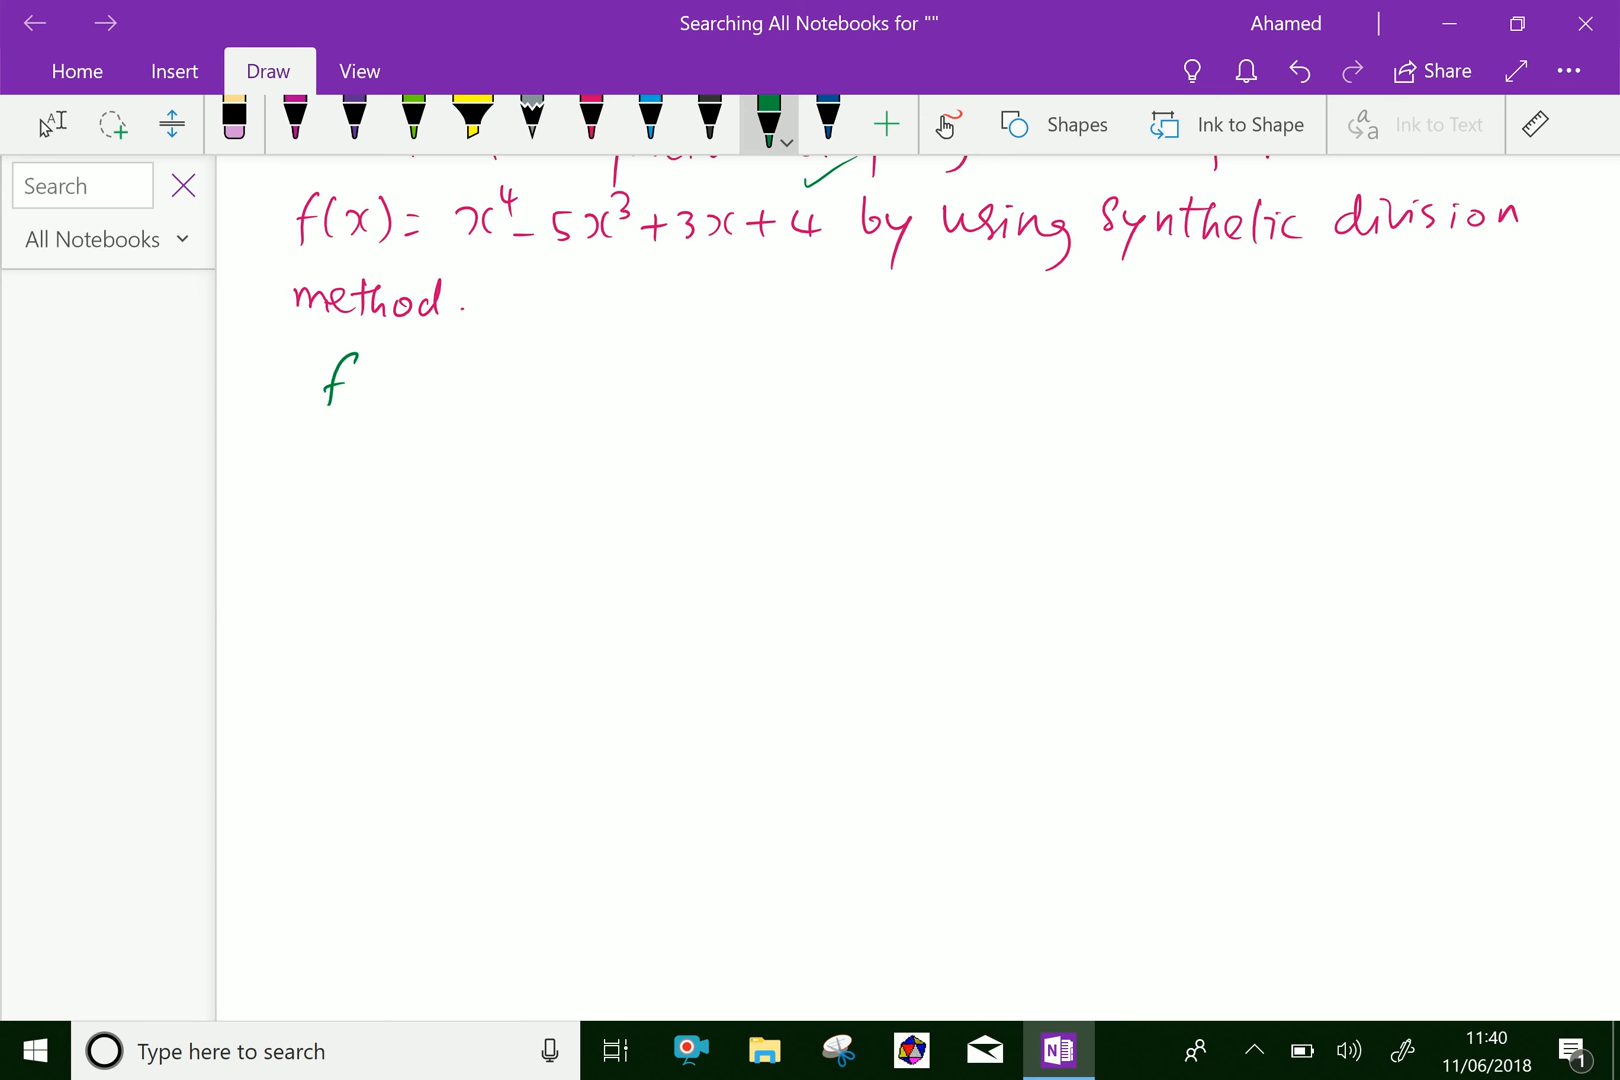 Searching All Notebooks for ""
Ahamed
Home Insert Draw View
Share
Shapes Ink to Shape Ink to Text
Search
All Notebooks
f(x) = x⁴ - 5x³ + 3x + 4 by using synthetic division
method.
f
Type here to search
11:40
11/06/2018
1